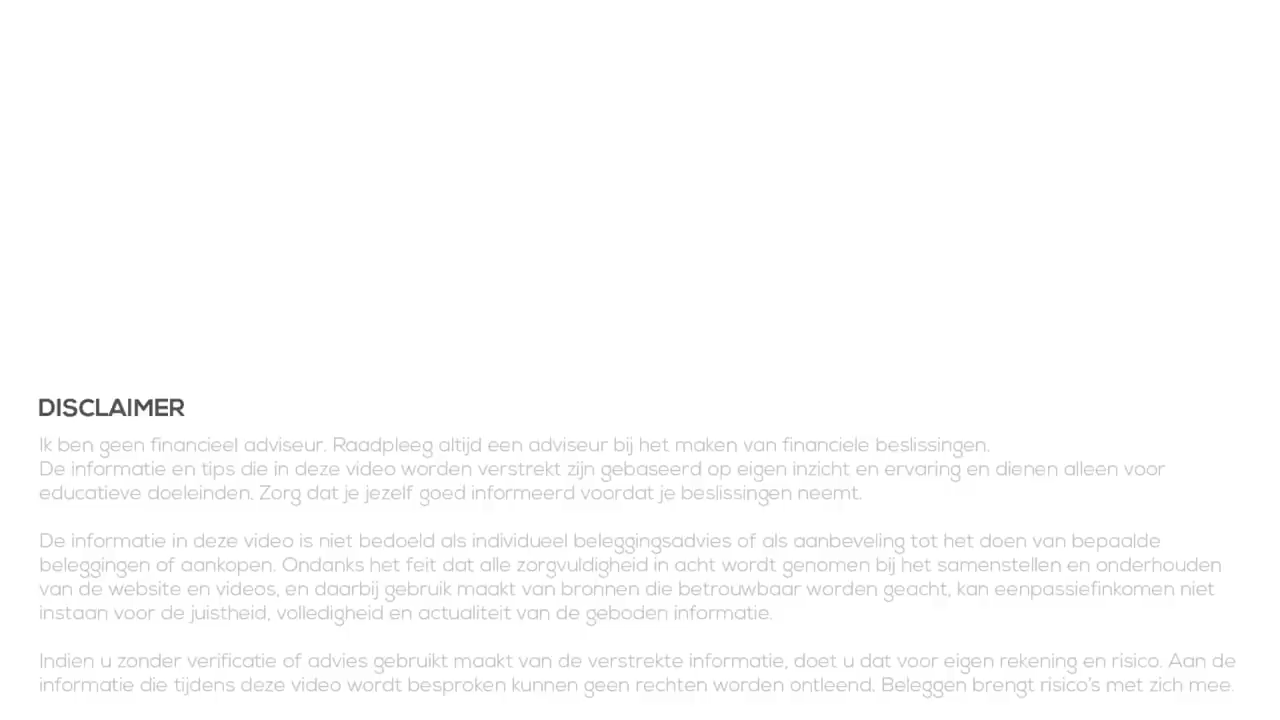 DISCLAIMER
Ik ben geen financieel adviseur. Raadpleeg altijd een adviseur bij het maken van financiele beslissingen.
De informatie en tips die in deze video worden verstrekt zijn gebaseerd op eigen inzicht en ervaring en dienen alleen voor
educatieve doeleinden. Zorg dat je jezelf goed informeerd voordat je beslissingen neemt.
De informatie in deze video is niet bedoeld als individueel beleggingsadvies of als aanbeveling tot het doen van bepaalde
beleggingen of aankopen. Ondanks het feit dat alle zorgvuldigheid in acht wordt genomen bij het samenstellen en onderhouden
van de website en videos, en daarbij gebruik maakt van bronnen die betrouwbaar worden geacht, kan eenpassiefinkomen niet
instaan voor de juistheid, volledigheid en actualiteit van de geboden informatie.
Indien u zonder verificatie of advies gebruikt maakt van de verstrekte informatie, doet u dat voor eigen rekening en risico. Aan de
informatie die tijdens deze video wordt besproken kunnen geen rechten worden ontleend. Beleggen brengt risico's met zich mee.